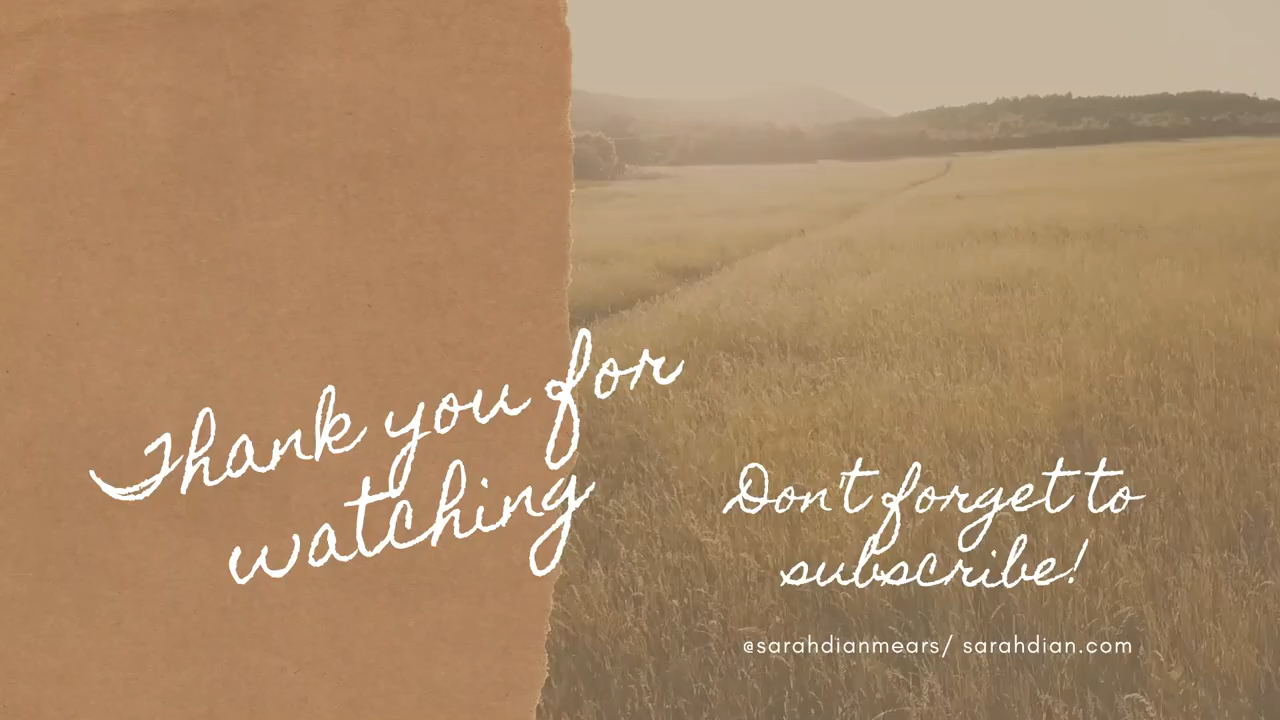 Thank you for
watching
Don't forget to
subscribe!
@sarahdianmears/ sarahdian.com